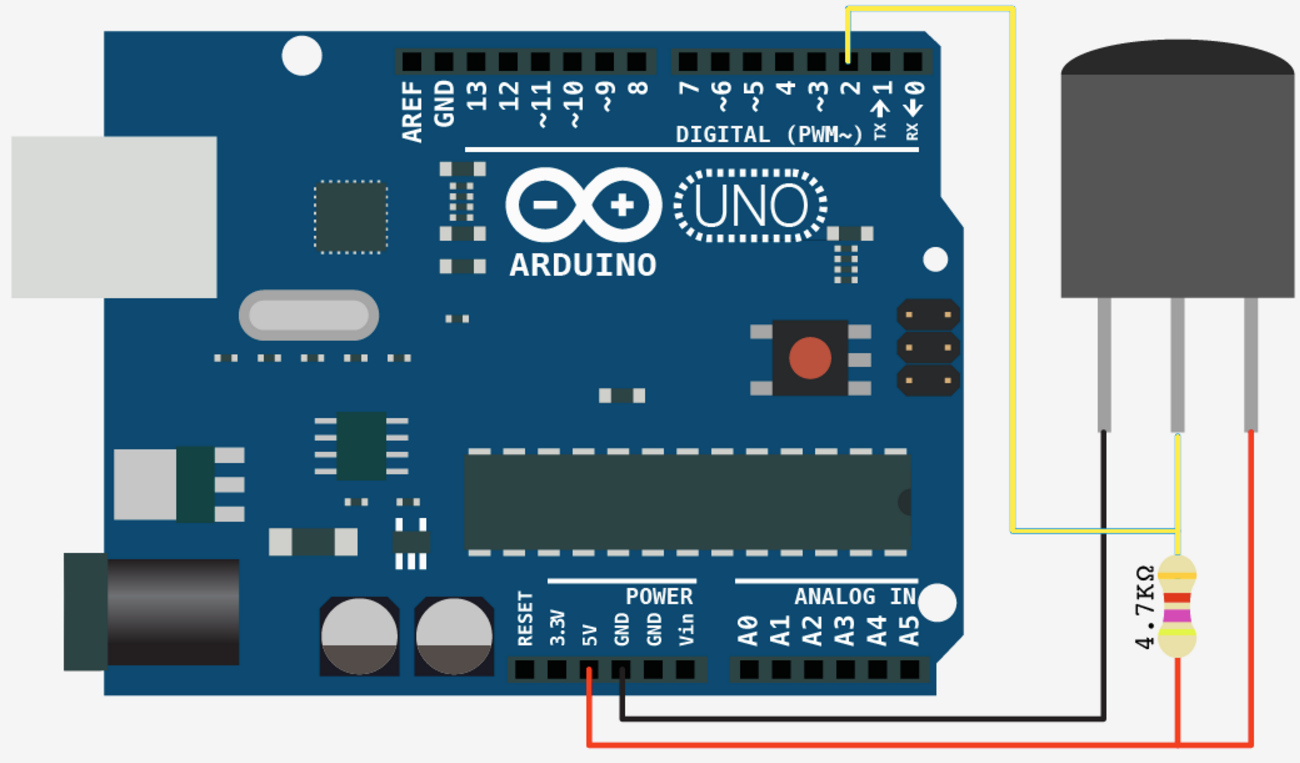 AREF
GND
13
12
~11
~10
~9
8
7
~6
~5
4
~3
2
TX→1
RX←0
DIGITAL (PWM~)
UNO
ARDUINO
POWER
ANALOG IN
RESET
3.3V
5V
GND
GND
Vin
A0
A1
A2
A3
A4
A5
4.7KΩ